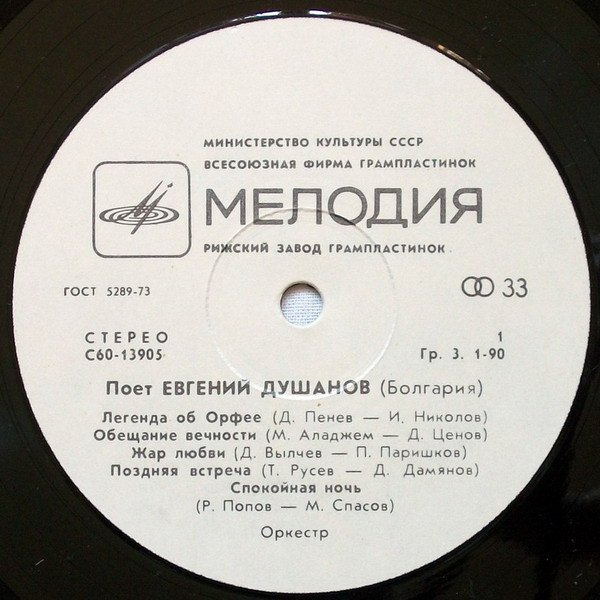 МИНИСТЕРСТВО КУЛЬТУРЫ СССР
ВСЕСОЮЗНАЯ ФИРМА ГРАМПЛАСТИНОК
МЕЛОДИЯ
РИЖСКИЙ ЗАВОД ГРАМПЛАСТИНОК
ГОСТ 5289-73
33
СТЕРЕО 1
С60-13905 Гр. 3. 1-90
Поет ЕВГЕНИЙ ДУШАНОВ (Болгария)
Легенда об Орфее (Д. Пенев — И. Николов)
Обещание вечности (М. Аладжем — Д. Ценов)
Жар любви (Д. Вылчев — П. Паришков)
Поздняя встреча (Т. Русев — Д. Дамянов)
Спокойная ночь
(Р. Попов — М. Спасов)
Оркестр